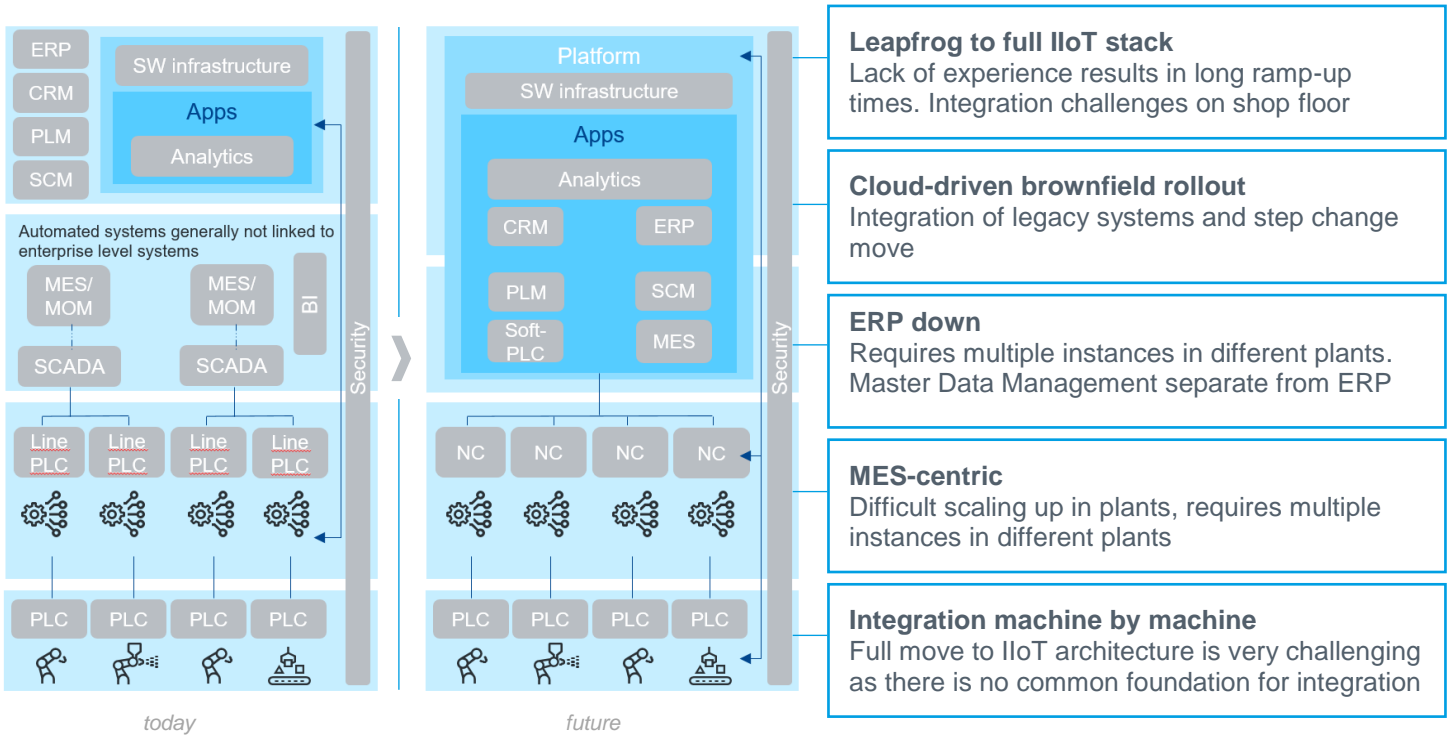 ERP
CRM
PLM
SCM
SW infrastructure
Apps
Analytics
Automated systems generally not linked to
enterprise level systems
MES/
MOM
MES/
MOM
BI
SCADA
SCADA
Line
PLC
Line
PLC
Line
PLC
Line
PLC
PLC
PLC
PLC
PLC
Security
today
Platform
SW infrastructure
Apps
Analytics
CRM
ERP
PLM
SCM
Soft-
PLC
MES
NC
NC
NC
NC
PLC
PLC
PLC
PLC
Security
future
Leapfrog to full IIoT stack
Lack of experience results in long ramp-up
times. Integration challenges on shop floor
Cloud-driven brownfield rollout
Integration of legacy systems and step change
move
ERP down
Requires multiple instances in different plants.
Master Data Management separate from ERP
MES-centric
Difficult scaling up in plants, requires multiple
instances in different plants
Integration machine by machine
Full move to IIoT architecture is very challenging
as there is no common foundation for integration